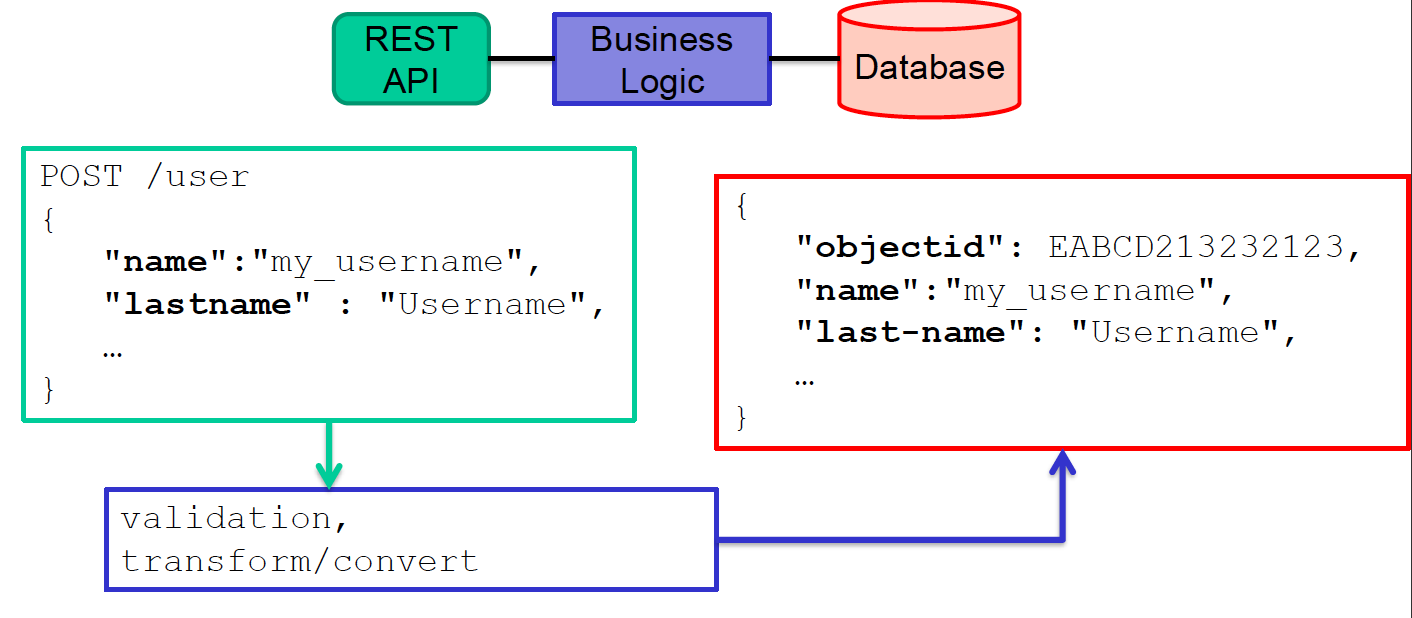 REST
API
Business
Logic
Database
POST /user
{
"name":"my_username",
"lastname" : "Username",
…
}
{
"objectid": EABCD213232123,
"name":"my_username",
"last-name": "Username",
…
}
validation,
transform/convert